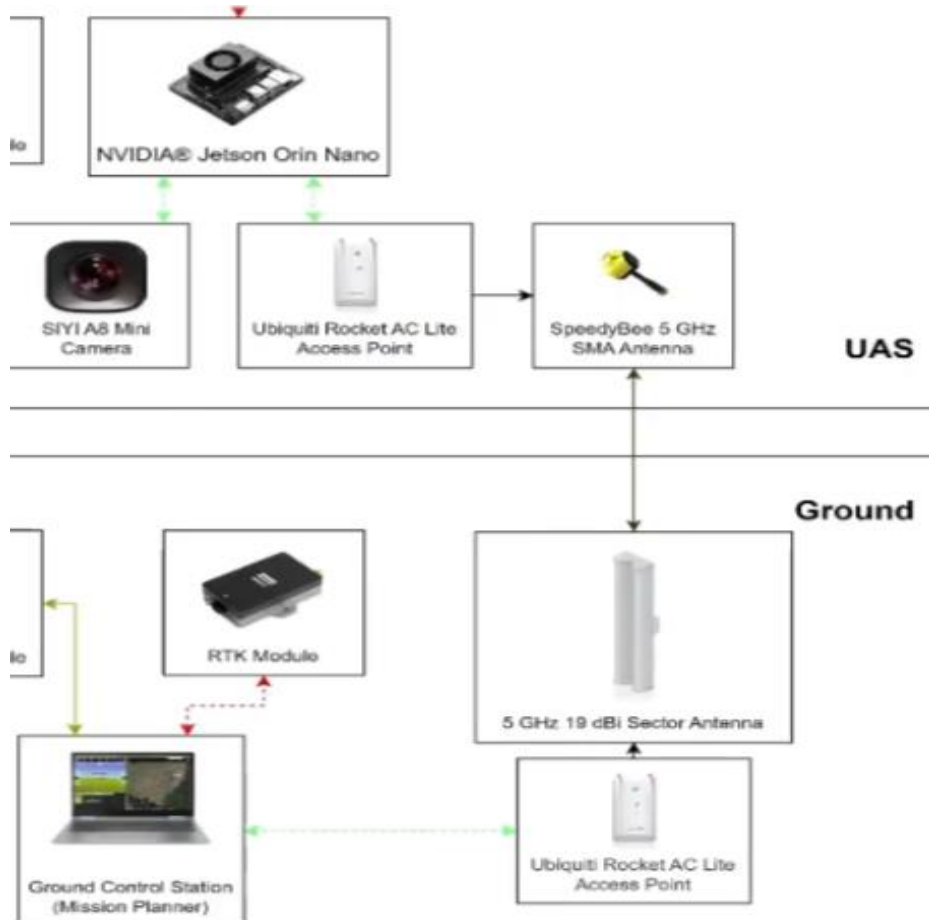 NVIDIA® Jetson Orin Nano
SIYI A8 Mini
Camera
Ubiquiti Rocket AC Lite
Access Point
SpeedyBee 5 GHz
SMA Antenna
UAS
Ground
RTK Module
5 GHz 19 dBi Sector Antenna
Ground Control Station
(Mission Planner)
Ubiquiti Rocket AC Lite
Access Point